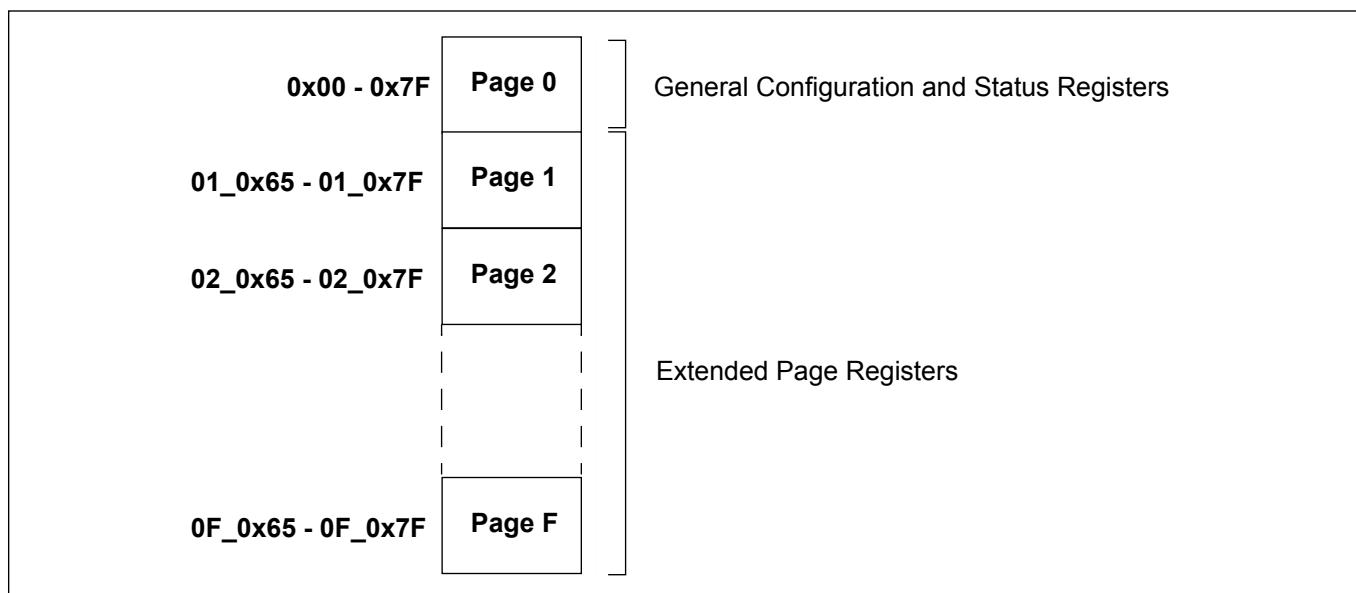 0x00 - 0x7F Page 0 General Configuration and Status Registers
01_0x65 - 01_0x7F Page 1
02_0x65 - 02_0x7F Page 2
Extended Page Registers
0F_0x65 - 0F_0x7F Page F